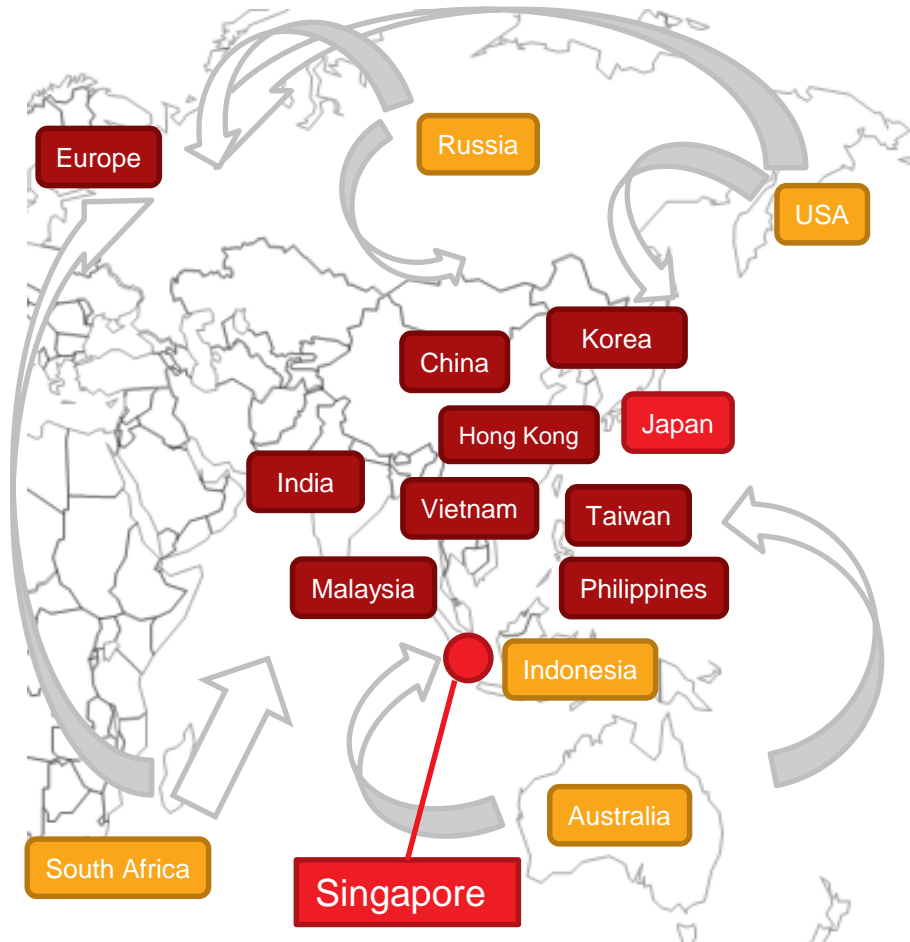 Europe
Russia
USA
Korea
China
Japan
Hong Kong
India
Vietnam
Taiwan
Malaysia
Philippines
Indonesia
Australia
South Africa
Singapore